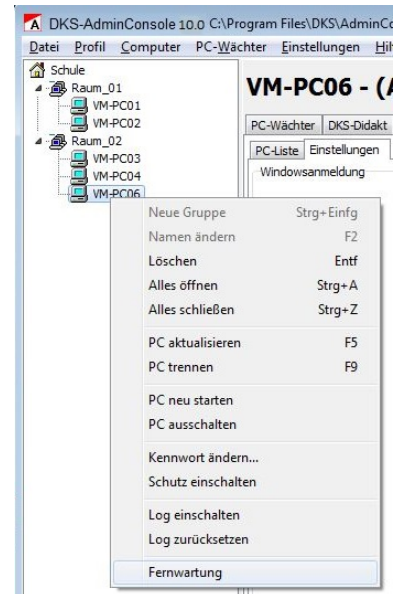 DKS-AdminConsole 10.0 C:\Program Files\DKS\AdminCo
Datei Profil Computer PC-Wächter Einstellungen Hil
Schule
Raum_01
VM-PC01
VM-PC02
Raum_02
VM-PC03
VM-PC04
VM-PC06
VM-PC06 - (A
PC-Wächter DKS-Didakt
PC-Liste Einstellungen
Windowsanmeldung
Neue Gruppe Strg+Einfg
Namen ändern F2
Löschen Entf
Alles öffnen Strg+A
Alles schließen Strg+Z
PC aktualisieren F5
PC trennen F9
PC neu starten
PC ausschalten
Kennwort ändern...
Schutz einschalten
Log einschalten
Log zurücksetzen
Fernwartung